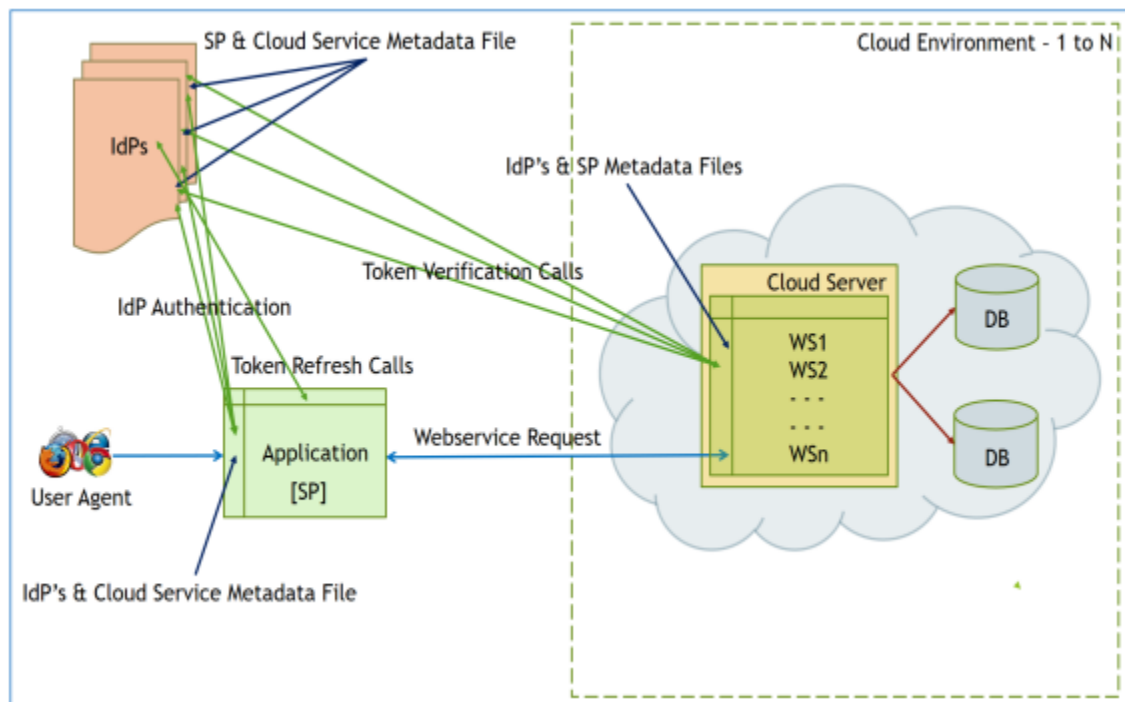 SP & Cloud Service Metadata File
Cloud Environment - 1 to N
IdPs
IdP's & SP Metadata Files
Token Verification Calls
Cloud Server
IdP Authentication
DB
WS1
WS2
- - -
- - -
WSn
Token Refresh Calls
Webservice Request
Application
[SP]
DB
User Agent
IdP's & Cloud Service Metadata File